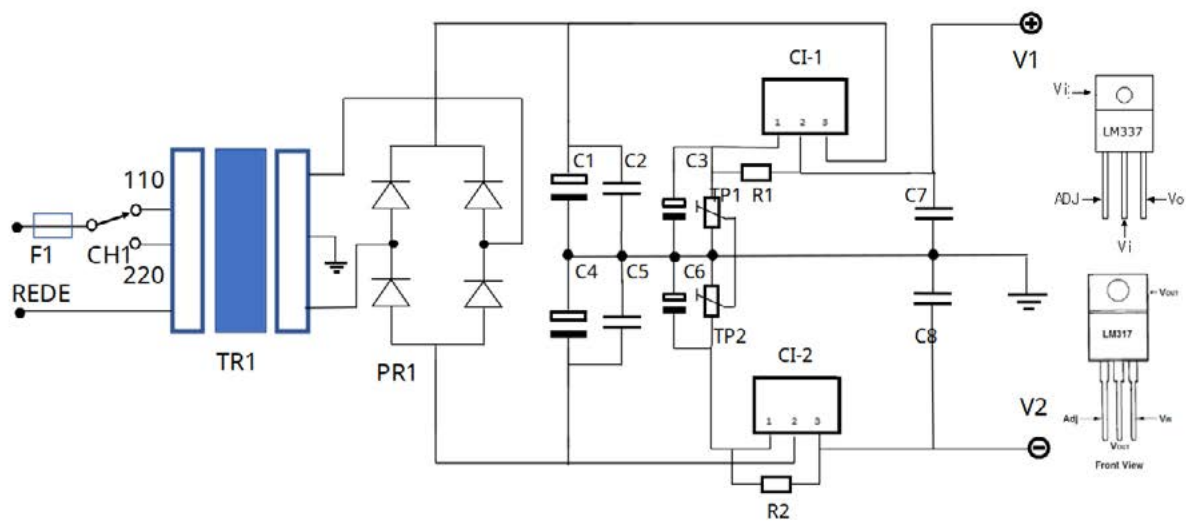 F1
REDE
CH1
110
220
TR1
PR1
C1
C2
C4
C5
C3
TP1
R1
C6
TP2
CI-1
1 2 3
C7
C8
CI-2
1 2 3
R2
V1
V2
Vi
LM337
ADJ
Vo
Vi
VOUT
LM317
Adj
VIN
VOUT
Front View